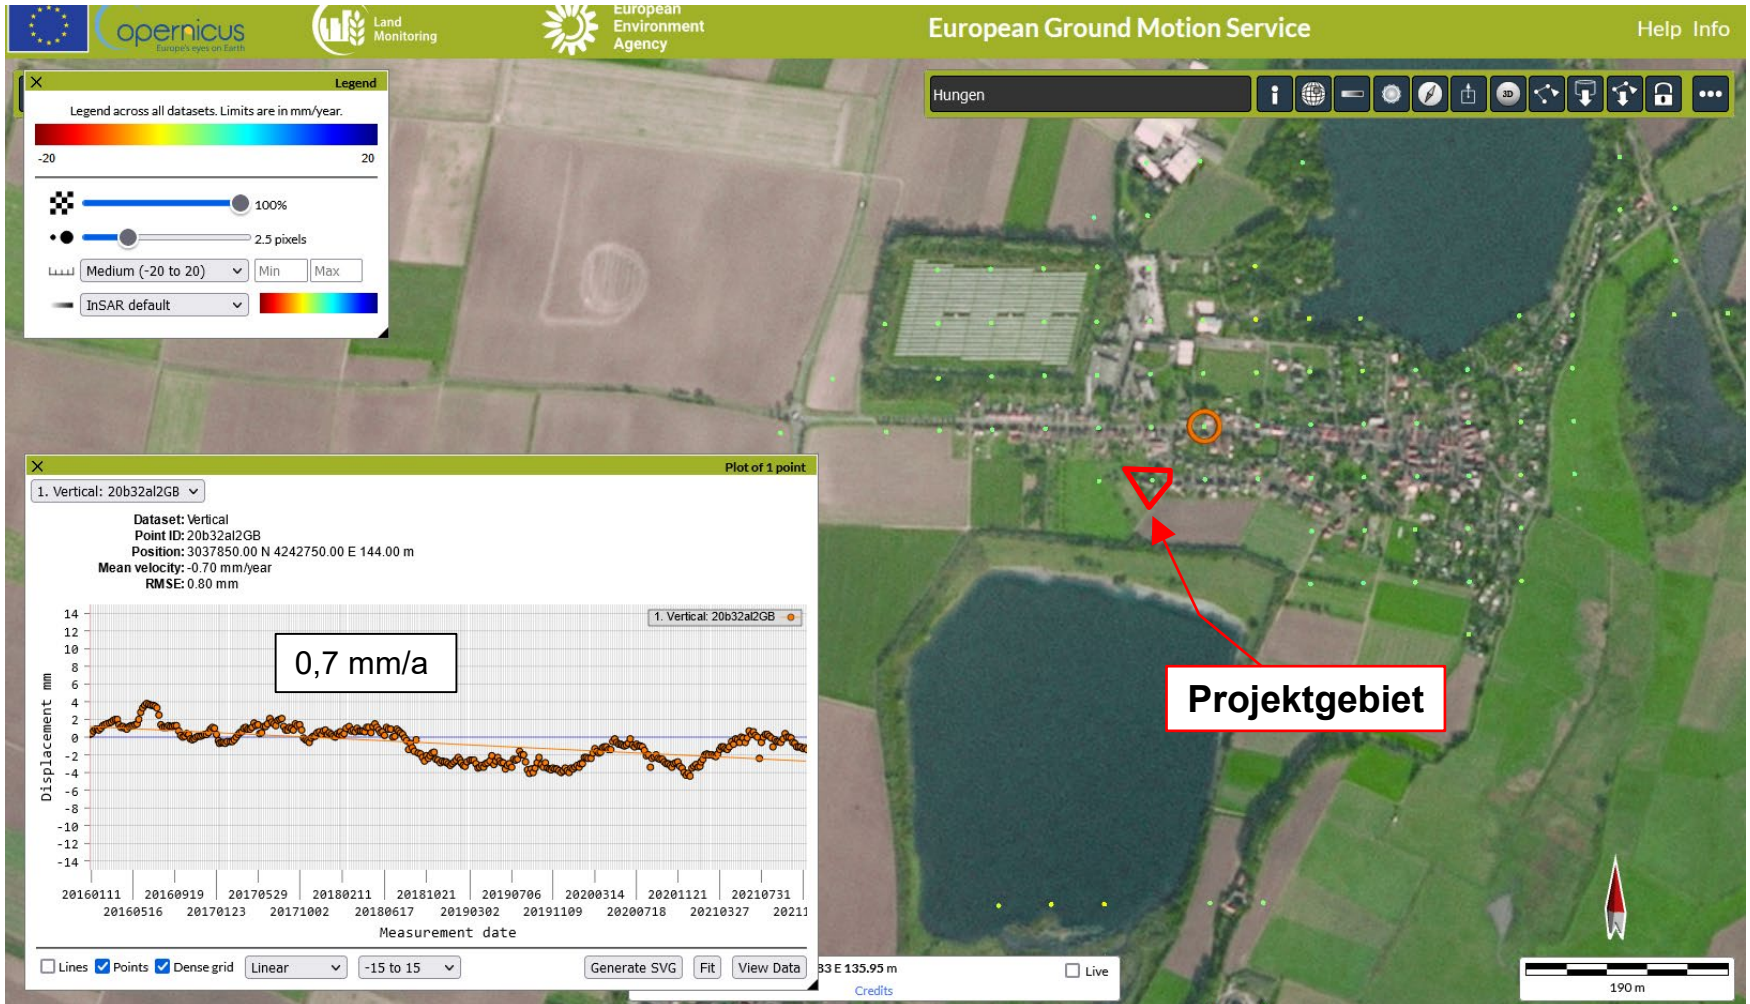 opernicus
Europe's eyes on Earth
Land
Monitoring
European
Environment
Agency
European Ground Motion Service
Help Info
Legend
Legend across all datasets. Limits are in mm/year.
-20 20
100%
2.5 pixels
Medium (-20 to 20) Min Max
InSAR default
Hungen
3D
Plot of 1 point
1. Vertical: 20b32al2GB
Dataset: Vertical
Point ID: 20b32al2GB
Position: 3037850.00 N 4242750.00 E 144.00 m
Mean velocity: -0.70 mm/year
RMSE: 0.80 mm
1. Vertical: 20b32al2GB
0,7 mm/a
Displacement mm
14
12
10
8
6
4
2
0
-2
-4
-6
-8
-10
-12
-14
20160111 20160919 20170529 20180211 20181021 20190706 20200314 20201121 20210731
20160516 20170123 20171002 20180617 20190302 20191109 20200718 20210327 20211
Measurement date
Lines Points Dense grid Linear -15 to 15 Generate SVG Fit View Data
Projektgebiet
83 E 135.95 m
Live
Credits
190 m